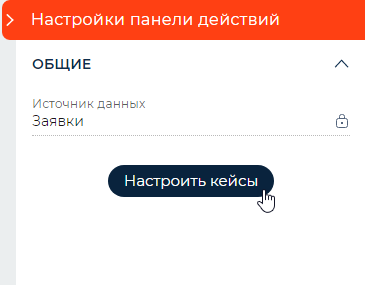 Настройки панели действий
ОБЩИЕ
Источник данных
Заявки
Настроить кейсы